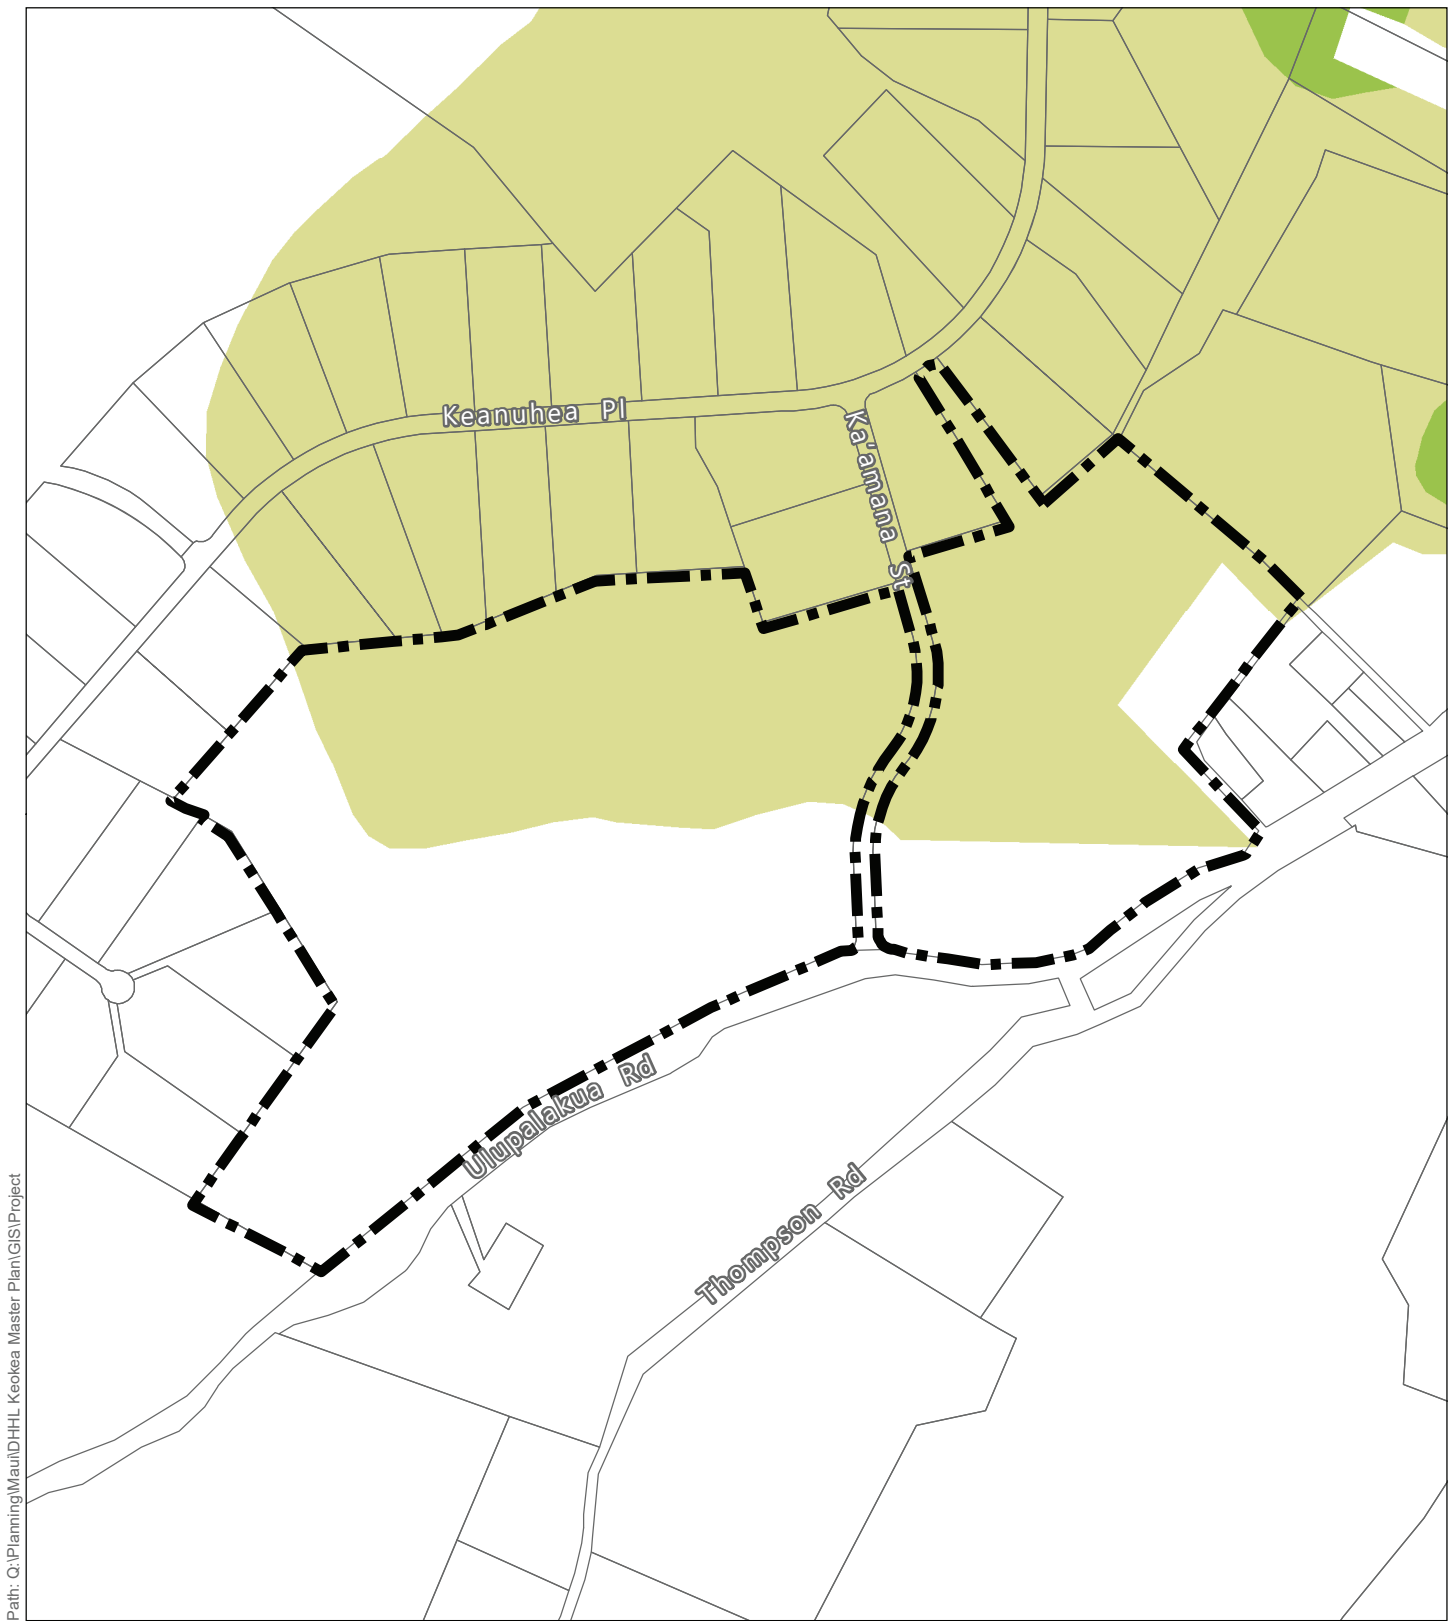 Keanuhea Pl
Ka'amana St
Ulupalakua Rd
Thompson Rd
Path: Q:\Planning\Maui\DHHL Keokea Master Plan\GIS\Project